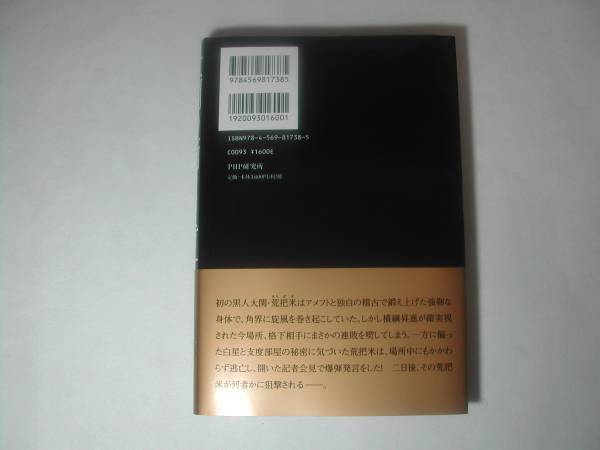 9784569817385
1920093016001
ISBN978-4-569-81738-5
C0093 ¥1600E
PHP研究所
定価:本体1,600円(税別)
初の黒人大関・荒把米はアメフトと独自の稽古で鍛え上げた強靭な
身体で、角界に旋風を巻き起こしていた。しかし横綱昇進が確実視
された今場所、格下相手にまさかの連敗を喫してしまう。一方に偏っ
た白星と支度部屋の秘密に気づいた荒把米は、場所中にもかかわ
らず逃亡し、開いた記者会見で爆弾発言をした! 二日後、その荒把
米が何者かに狙撃される――。